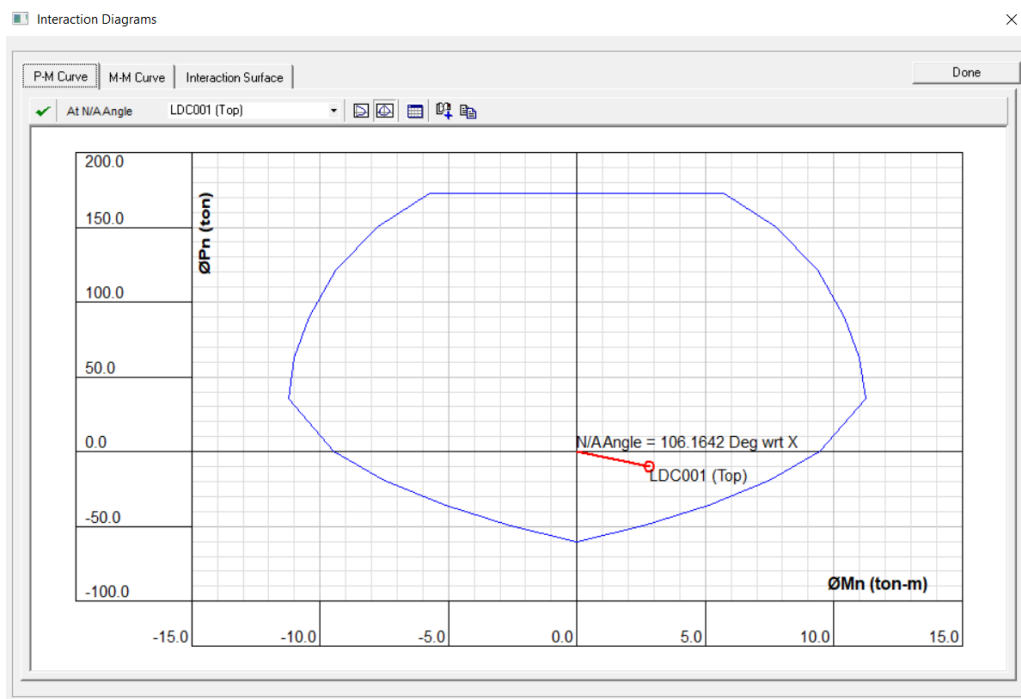 Interaction Diagrams
P-M Curve
M-M Curve
Interaction Surface
Done
At N/A Angle
LDC001 (Top)
200.0
150.0
100.0
50.0
0.0
-50.0
-100.0
ØPn (ton)
N/A Angle = 106.1642 Deg wrt X
LDC001 (Top)
ØMn (ton-m)
-15.0
-10.0
-5.0
0.0
5.0
10.0
15.0